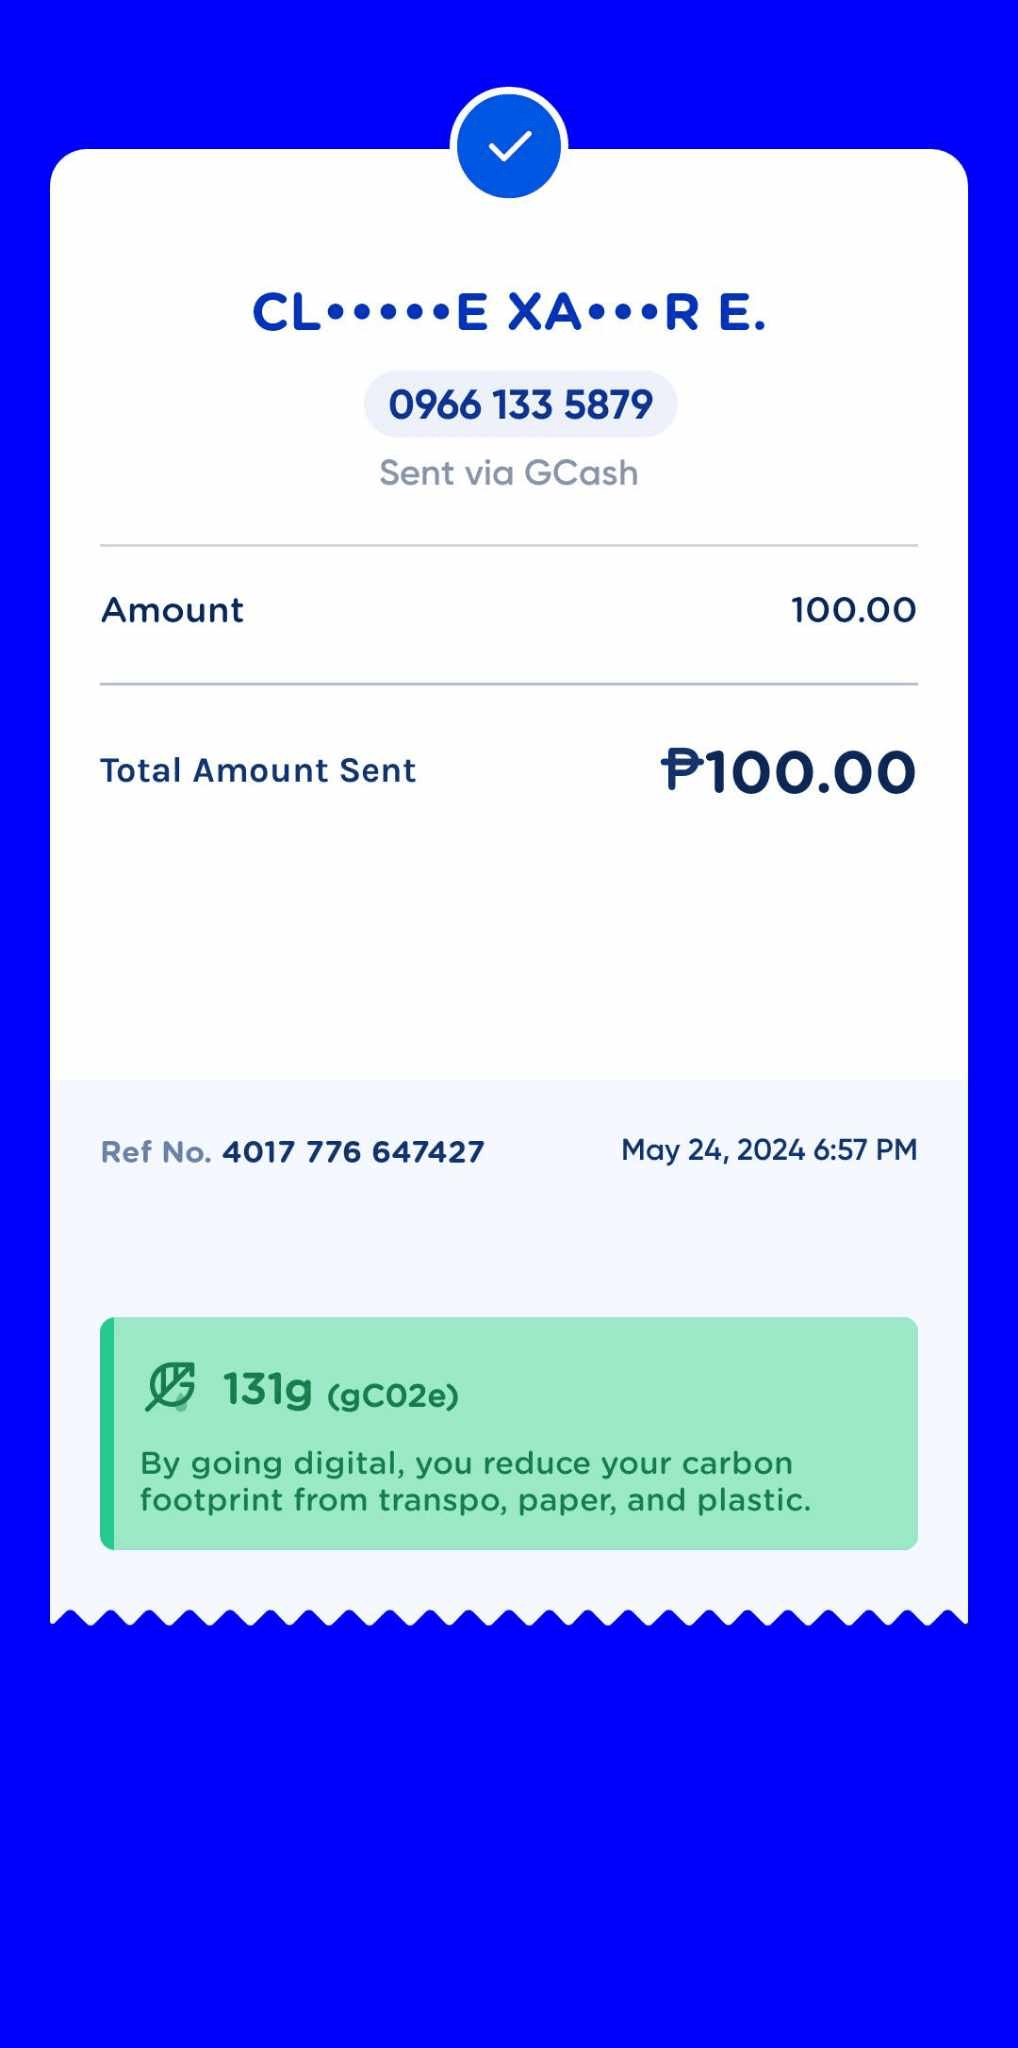 CL•••••E XA•••R E.
0966 133 5879
Sent via GCash
Amount 100.00
Total Amount Sent ₱100.00
Ref No. 4017 776 647427 May 24, 2024 6:57 PM
131g (gC02e)
By going digital, you reduce your carbon
footprint from transpo, paper, and plastic.